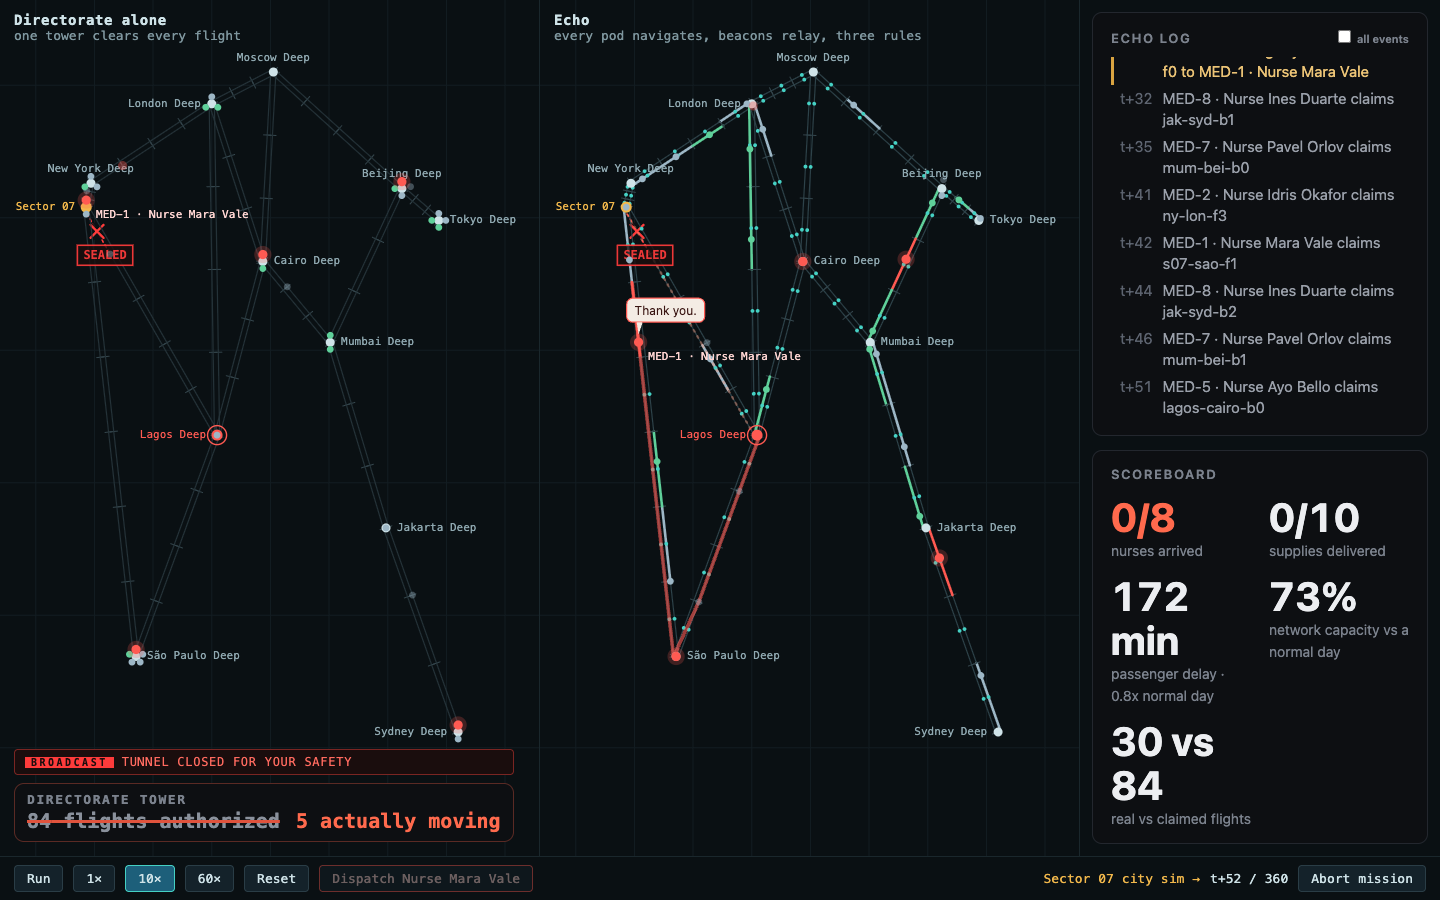 Directorate alone
one tower clears every flight
Moscow Deep
London Deep
New York Deep
Beijing Deep
Sector 07
MED-1 · Nurse Mara Vale
Tokyo Deep
SEALED
Cairo Deep
Mumbai Deep
Lagos Deep
Jakarta Deep
São Paulo Deep
Sydney Deep
BROADCAST TUNNEL CLOSED FOR YOUR SAFETY
DIRECTORATE TOWER
84 flights authorized 5 actually moving
Echo
every pod navigates, beacons relay, three rules
Moscow Deep
London Deep
New York Deep
Beijing Deep
Sector 07
Tokyo Deep
SEALED
Cairo Deep
Thank you.
Mumbai Deep
MED-1 · Nurse Mara Vale
Lagos Deep
Jakarta Deep
São Paulo Deep
Sydney Deep
ECHO LOG
all events
f0 to MED-1 · Nurse Mara Vale
t+32 MED-8 · Nurse Ines Duarte claims
jak-syd-b1
t+35 MED-7 · Nurse Pavel Orlov claims
mum-bei-b0
t+41 MED-2 · Nurse Idris Okafor claims
ny-lon-f3
t+42 MED-1 · Nurse Mara Vale claims
s07-sao-f1
t+44 MED-8 · Nurse Ines Duarte claims
jak-syd-b2
t+46 MED-7 · Nurse Pavel Orlov claims
mum-bei-b1
t+51 MED-5 · Nurse Ayo Bello claims
lagos-cairo-b0
SCOREBOARD
0/8
nurses arrived
0/10
supplies delivered
172
min
passenger delay ·
0.8x normal day
73%
network capacity vs a
normal day
30 vs
84
real vs claimed flights
Run
1×
10×
60×
Reset
Dispatch Nurse Mara Vale
Sector 07 city sim →
t+52 / 360
Abort mission